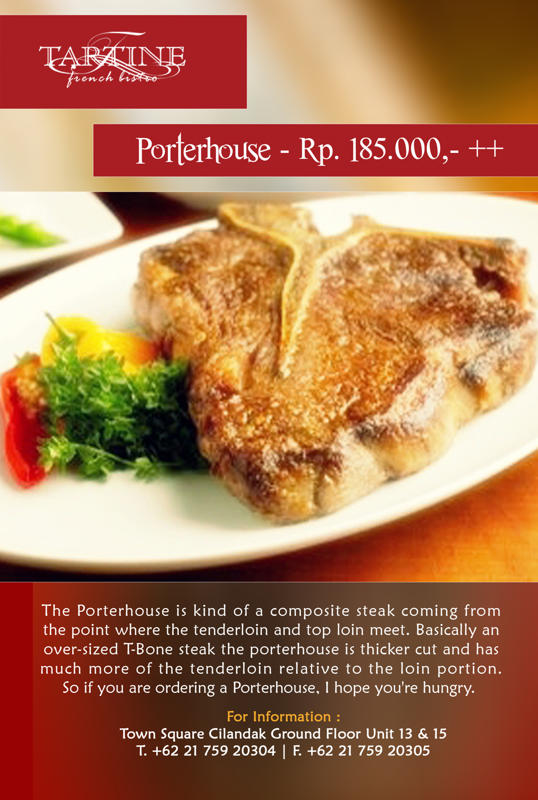 TARTINE
french bistro
Porterhouse - Rp. 185.000,- ++
The Porterhouse is kind of a composite steak coming from
the point where the tenderloin and top loin meet. Basically an
over-sized T-Bone steak the porterhouse is thicker cut and has
much more of the tenderloin relative to the loin portion.
So if you are ordering a Porterhouse, I hope you're hungry.
For Information :
Town Square Cilandak Ground Floor Unit 13 & 15
T. +62 21 759 20304 | F. +62 21 759 20305